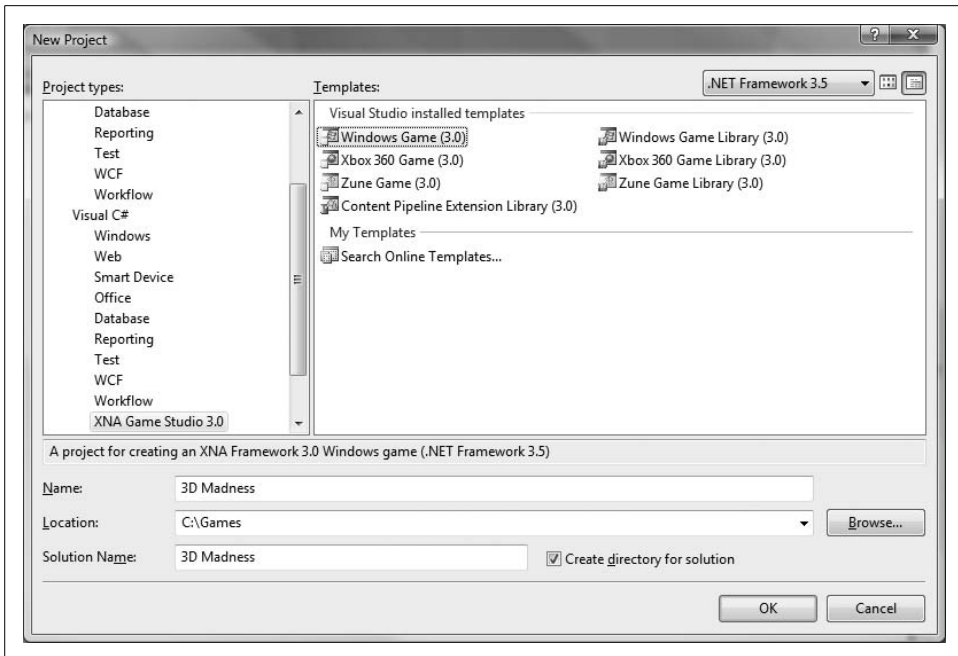 New Project
Project types:
Database
Reporting
Test
WCF
Workflow
Visual C#
Windows
Web
Smart Device
Office
Database
Reporting
Test
WCF
Workflow
XNA Game Studio 3.0
Templates:
.NET Framework 3.5
Visual Studio installed templates
Windows Game (3.0)
Windows Game Library (3.0)
Xbox 360 Game (3.0)
Xbox 360 Game Library (3.0)
Zune Game (3.0)
Zune Game Library (3.0)
Content Pipeline Extension Library (3.0)
My Templates
Search Online Templates...
A project for creating an XNA Framework 3.0 Windows game (.NET Framework 3.5)
Name: 3D Madness
Location: C:\Games
Browse...
Solution Name: 3D Madness
Create directory for solution
OK
Cancel